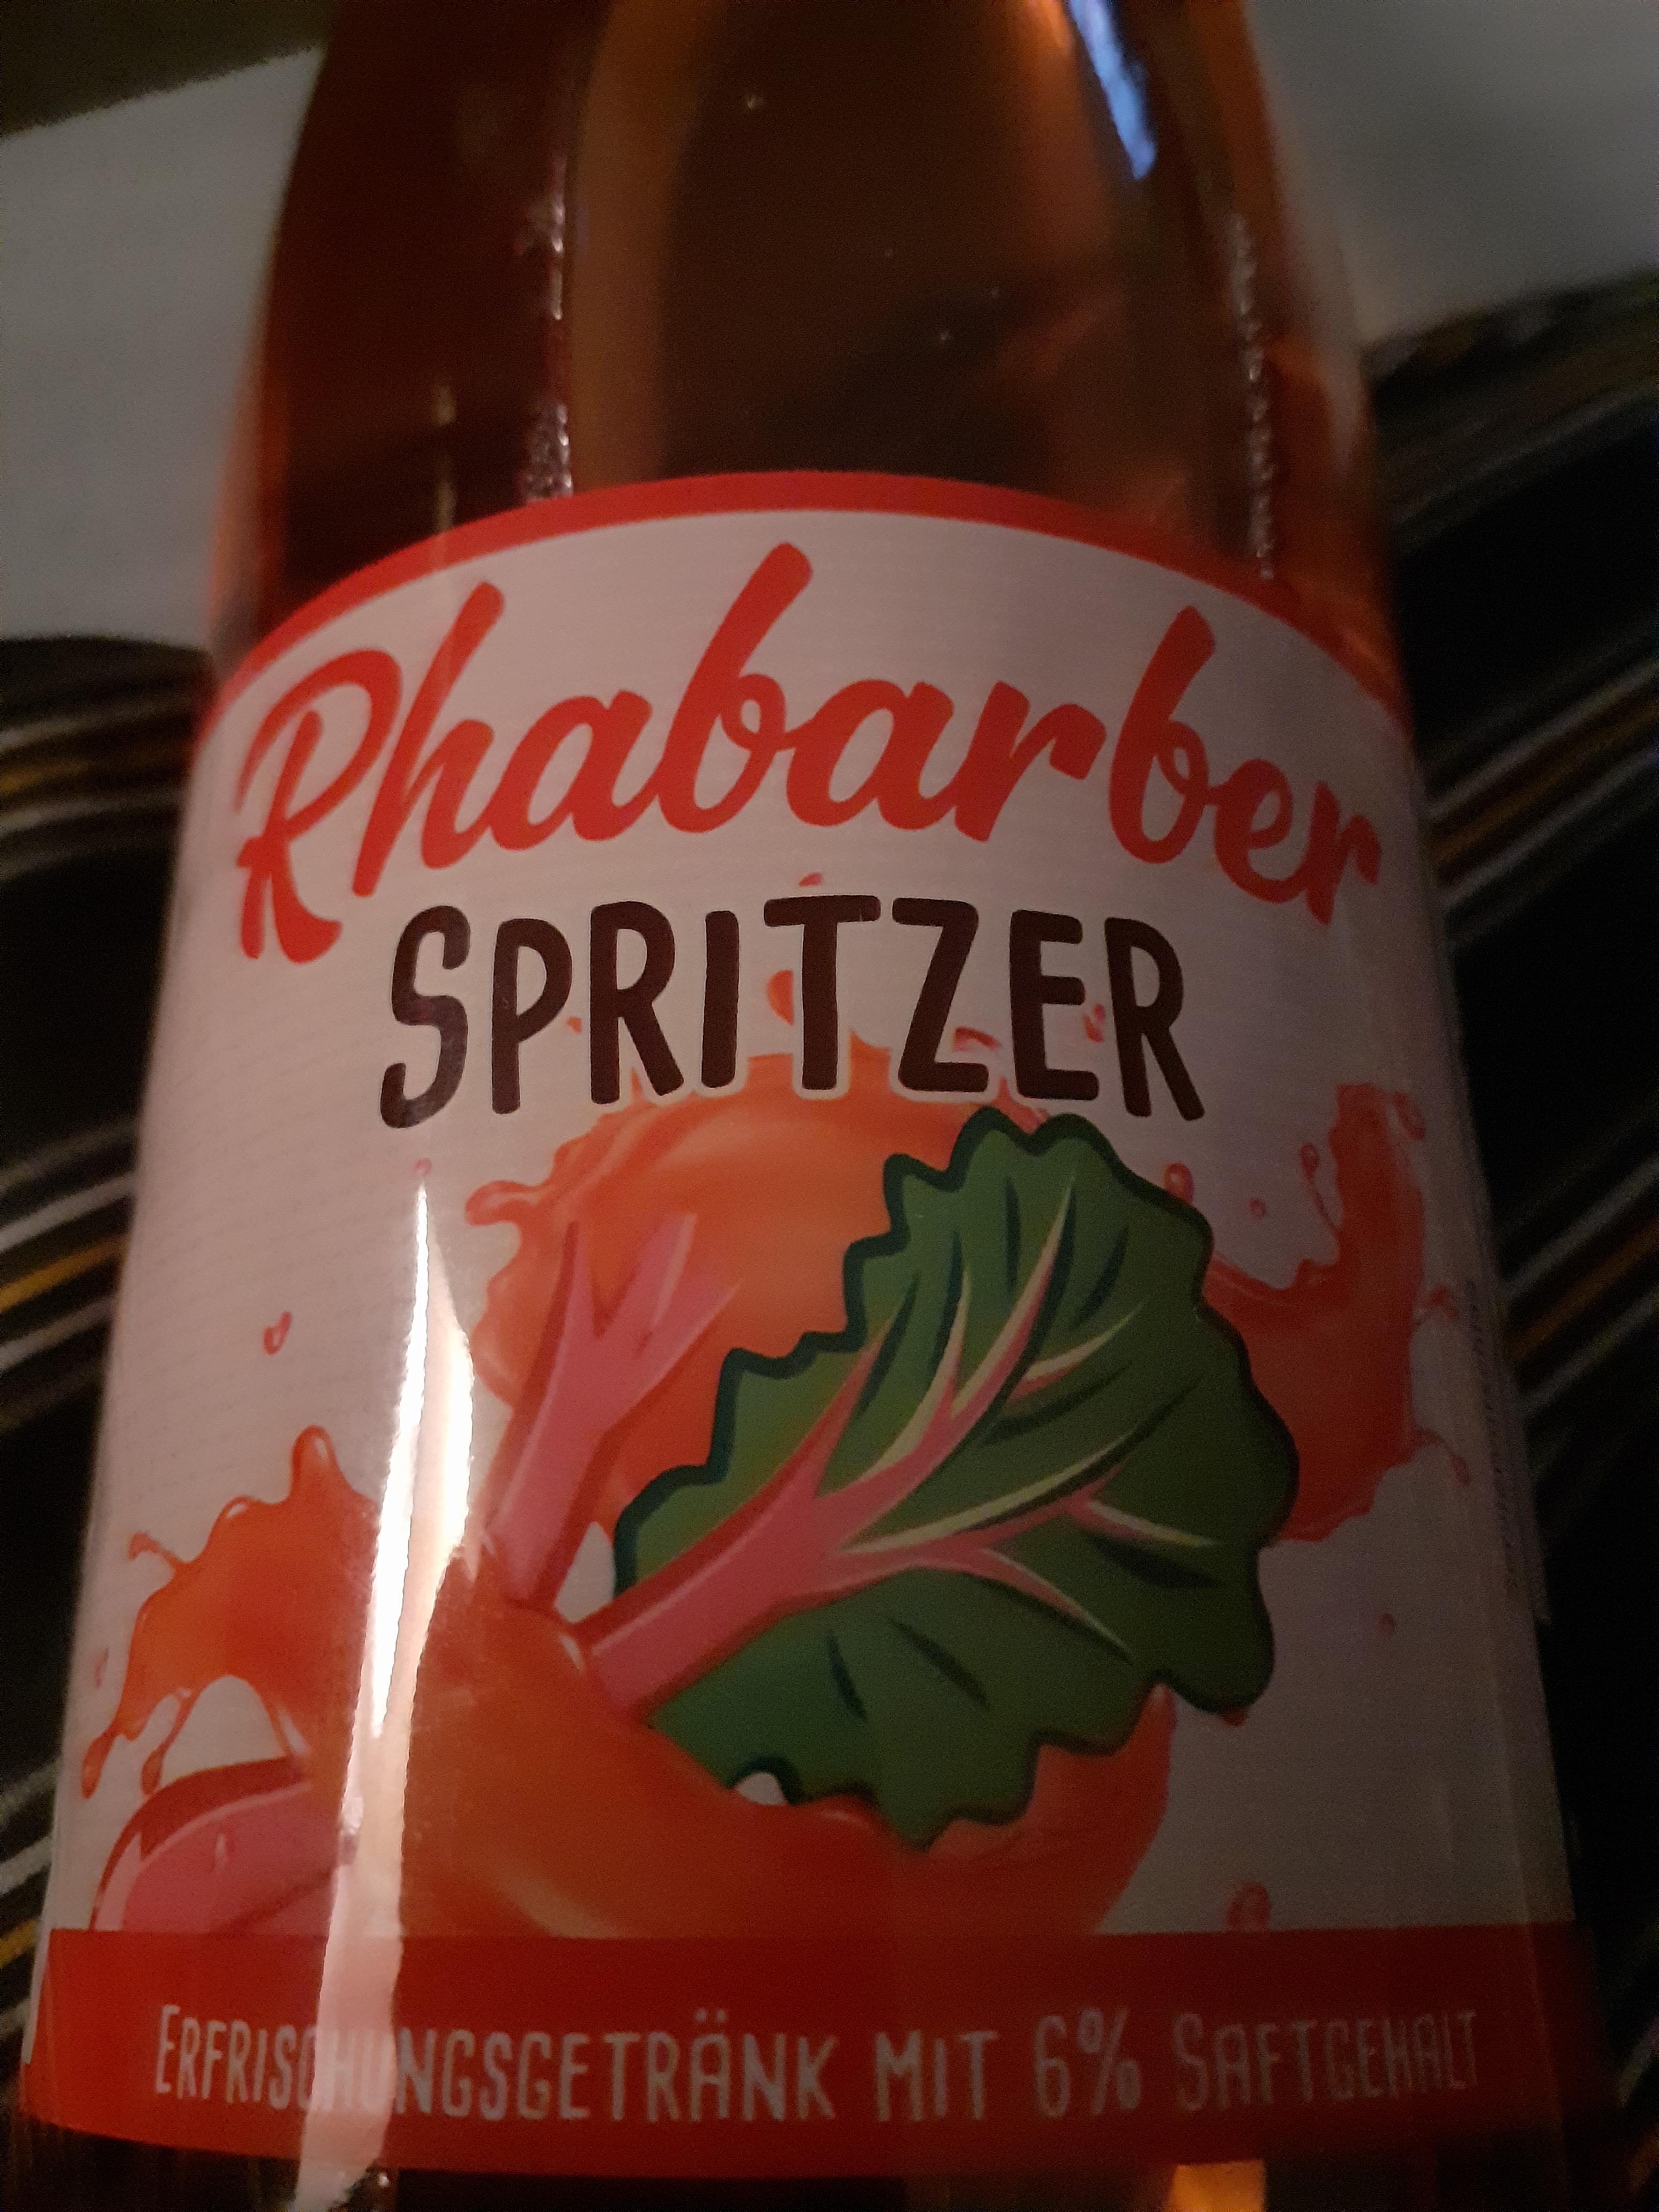 Rhabarber
SPRITZER
ERFRISCHUNGSGETRÄNK MIT 6% SAFTGEHALT